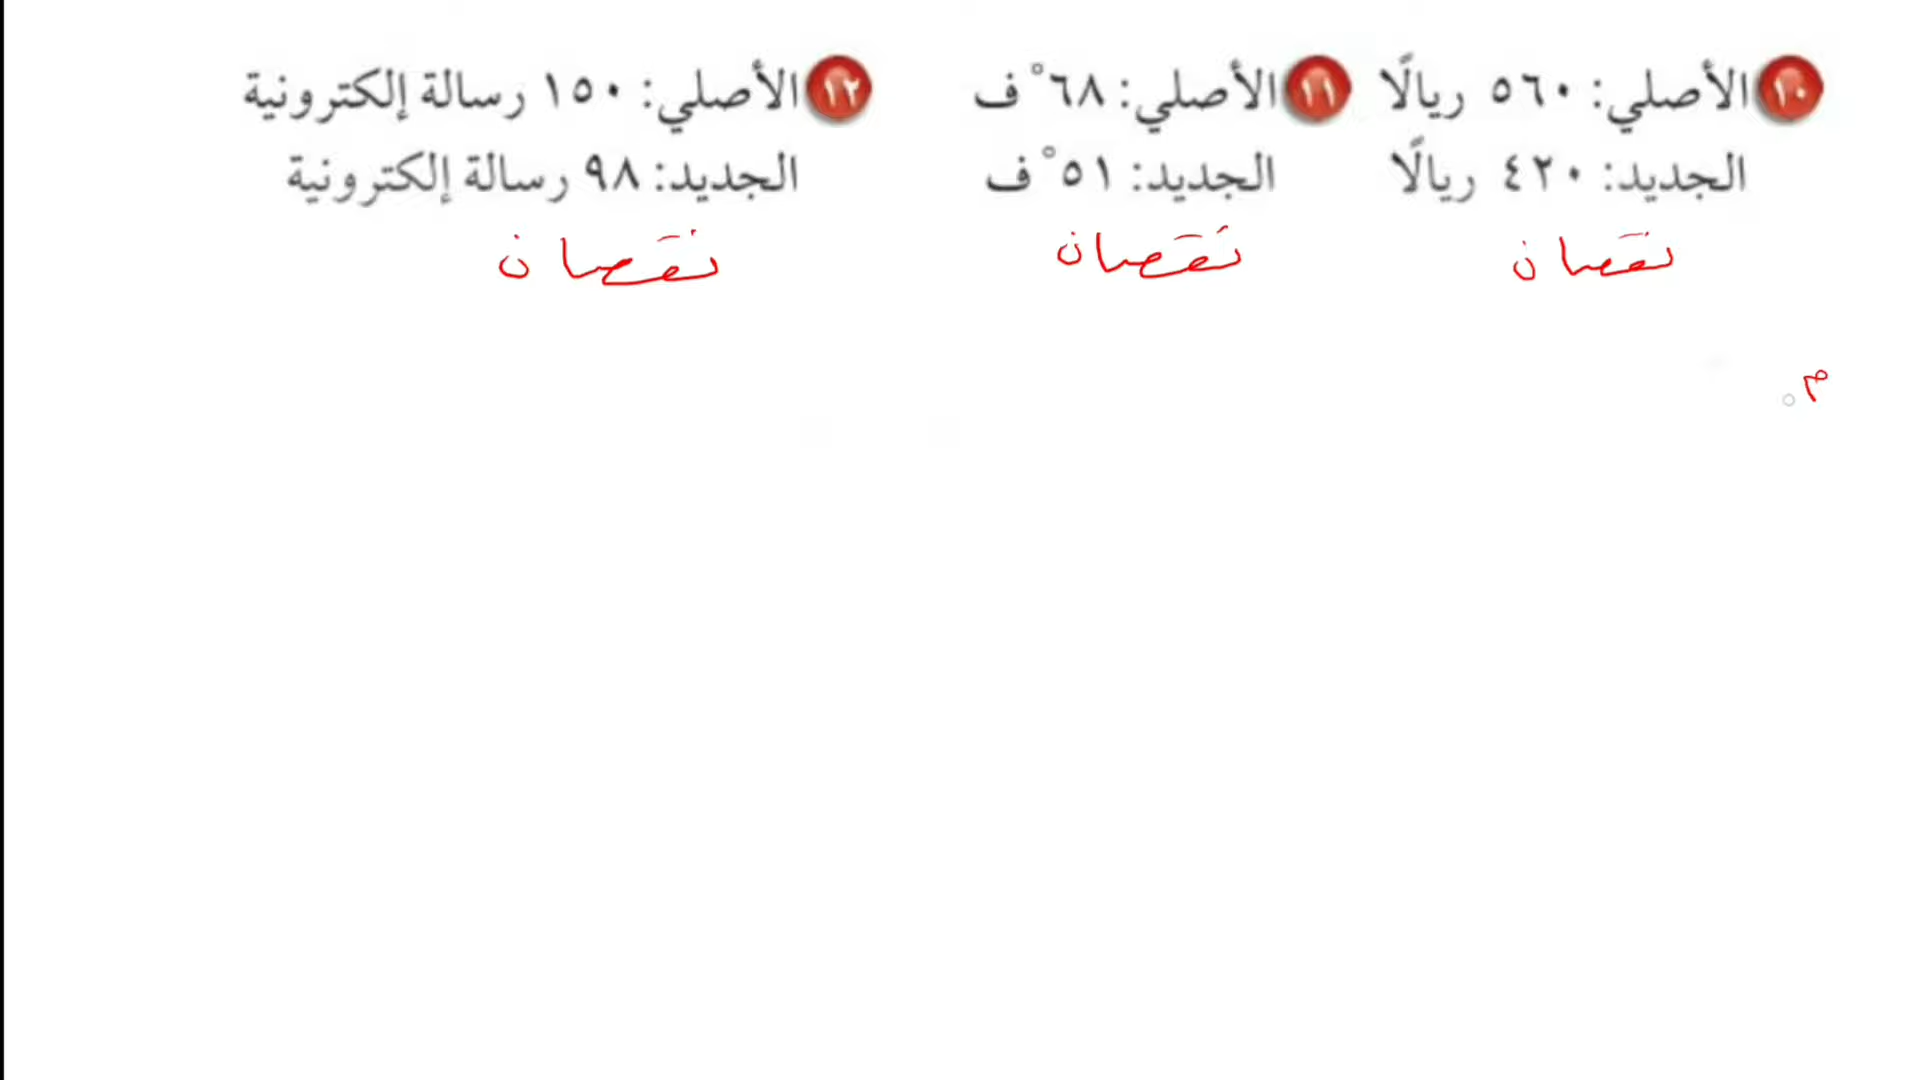 ١٠ الأصلي: ٥٦٠ ريالًا
الجديد: ٤٢٠ ريالًا
نقصان
١١ الأصلي: ٦٨° ف
الجديد: ٥١° ف
نقصان
١٢ الأصلي: ١٥٠ رسالة إلكترونية
الجديد: ٩٨ رسالة إلكترونية
نقصان
م